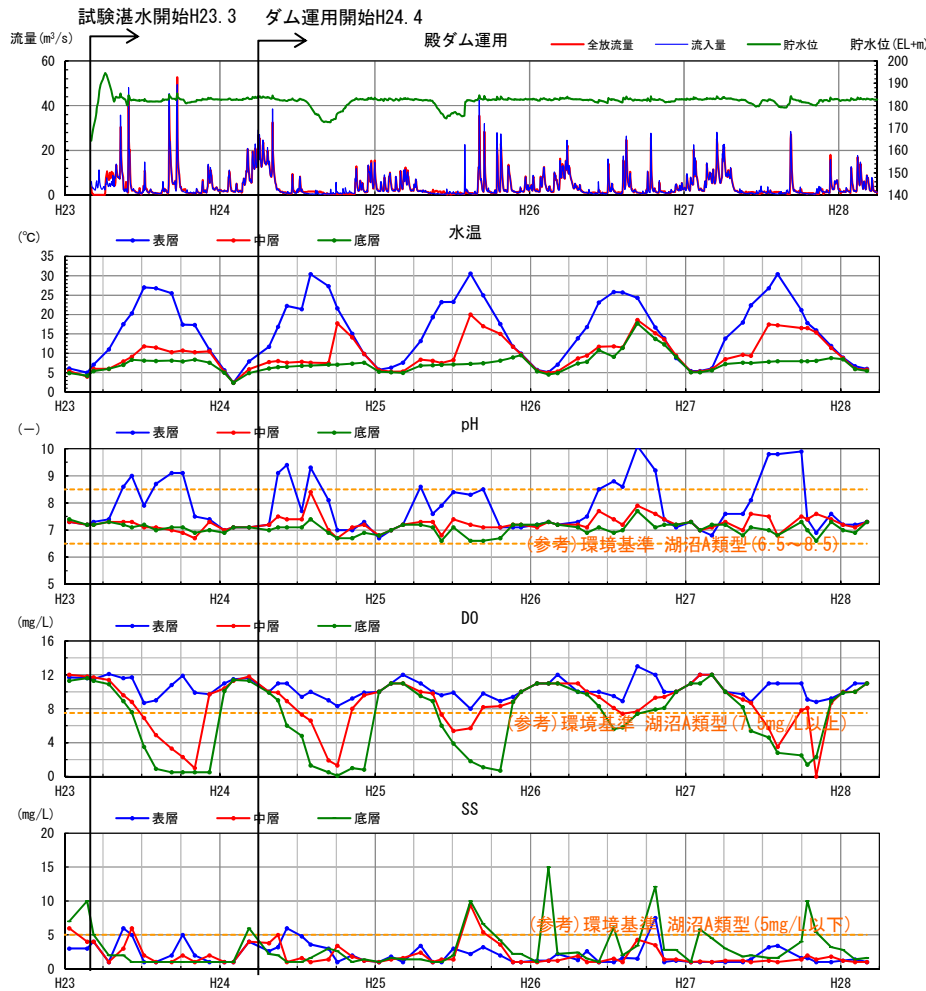 試験湛水開始H23.3 ダム運用開始H24.4
流量(m³/s) 殿ダム運用 全放流量 流入量 貯水位 貯水位(EL+m)
60 200
190
40 180
170
20 160
150
0 140
H23 H24 H25 H26 H27 H28
(℃) 水温
表層 中層 底層
35
30
25
20
15
10
5
0
H23 H24 H25 H26 H27 H28
(－) pH
表層 中層 底層
10
9
8
7
6
5
(参考)環境基準 湖沼A類型(6.5～8.5)
H23 H24 H25 H26 H27 H28
(mg/L) DO
表層 中層 底層
16
12
8
4
0
(参考)環境基準 湖沼A類型(7.5mg/L以上)
H23 H24 H25 H26 H27 H28
(mg/L) SS
表層 中層 底層
20
15
10
5
0
(参考)環境基準 湖沼A類型(5mg/L以下)
H23 H24 H25 H26 H27 H28